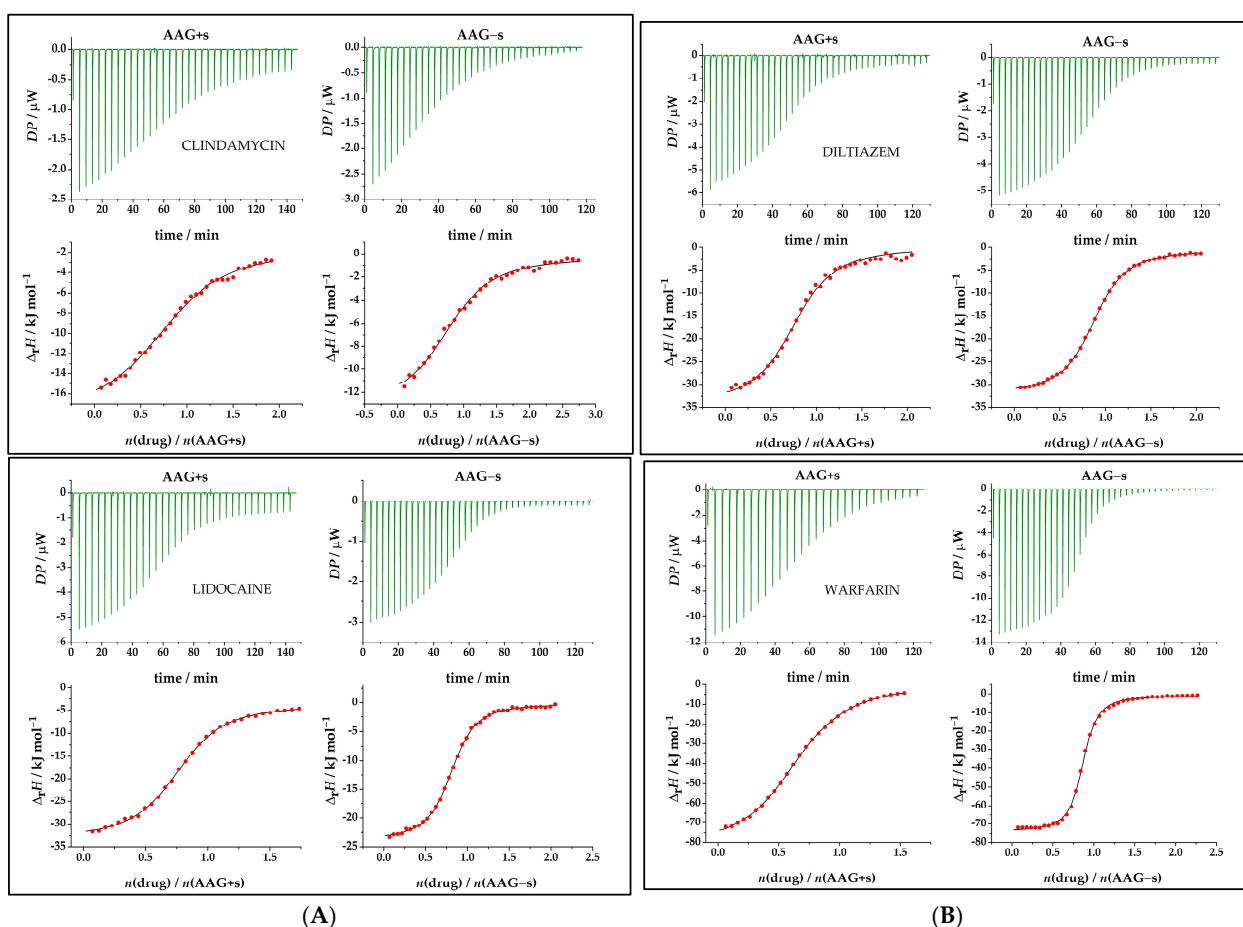 AAG+s
AAG−s
DP / μW
0.0
-0.5
-1.0
-1.5
-2.0
-2.5
CLINDAMYCIN
0 20 40 60 80 100 120 140
time / min
DP / μW
0.0
-0.5
-1.0
-1.5
-2.0
-2.5
-3.0
0 20 40 60 80 100 120
time / min
ΔrH / kJ mol−1
-2
-4
-6
-8
-10
-12
-14
-16
0.0 0.5 1.0 1.5 2.0
n(drug) / n(AAG+s)
ΔrH / kJ mol−1
0
-2
-4
-6
-8
-10
-12
-0.5 0.0 0.5 1.0 1.5 2.0 2.5 3.0
n(drug) / n(AAG−s)
AAG+s
AAG−s
DP / μW
0
-1
-2
-3
-4
-5
-6
DILTIAZEM
0 20 40 60 80 100 120
time / min
DP / μW
0
-1
-2
-3
-4
-5
0 20 40 60 80 100 120
time / min
ΔrH / kJ mol−1
0
-5
-10
-15
-20
-25
-30
-35
0.0 0.5 1.0 1.5 2.0
n(drug) / n(AAG+s)
ΔrH / kJ mol−1
0
-5
-10
-15
-20
-25
-30
-35
0.0 0.5 1.0 1.5 2.0
n(drug) / n(AAG−s)
AAG+s
AAG−s
DP / μW
0
-1
-2
-3
-4
-5
-6
LIDOCAINE
0 20 40 60 80 100 120 140
time / min
DP / μW
0
-1
-2
-3
0 20 40 60 80 100 120
time / min
ΔrH / kJ mol−1
0
-5
-10
-15
-20
-25
-30
-35
0.0 0.5 1.0 1.5
n(drug) / n(AAG+s)
ΔrH / kJ mol−1
0
-5
-10
-15
-20
-25
0.0 0.5 1.0 1.5 2.0 2.5
n(drug) / n(AAG−s)
AAG+s
AAG−s
DP / μW
0
-2
-4
-6
-8
-10
-12
WARFARIN
0 20 40 60 80 100 120
time / min
DP / μW
0
-2
-4
-6
-8
-10
-12
-14
0 20 40 60 80 100 120
time / min
ΔrH / kJ mol−1
0
-10
-20
-30
-40
-50
-60
-70
-80
0.0 0.5 1.0 1.5
n(drug) / n(AAG+s)
ΔrH / kJ mol−1
0
-10
-20
-30
-40
-50
-60
-70
-80
0.0 0.5 1.0 1.5 2.0 2.5
n(drug) / n(AAG−s)
(A)
(B)